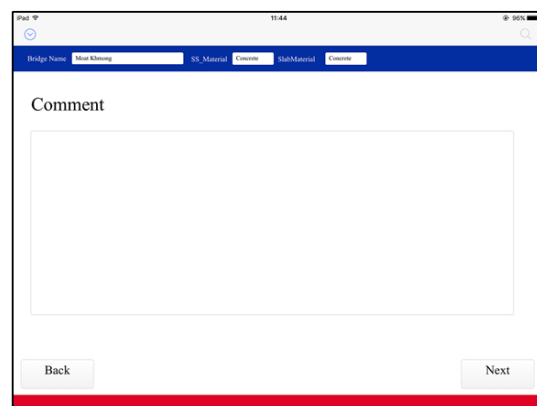 iPad 11:44 96%
Bridge Name Moat Khmong SS_Material Concrete SlabMaterial Concrete
Comment
Back Next